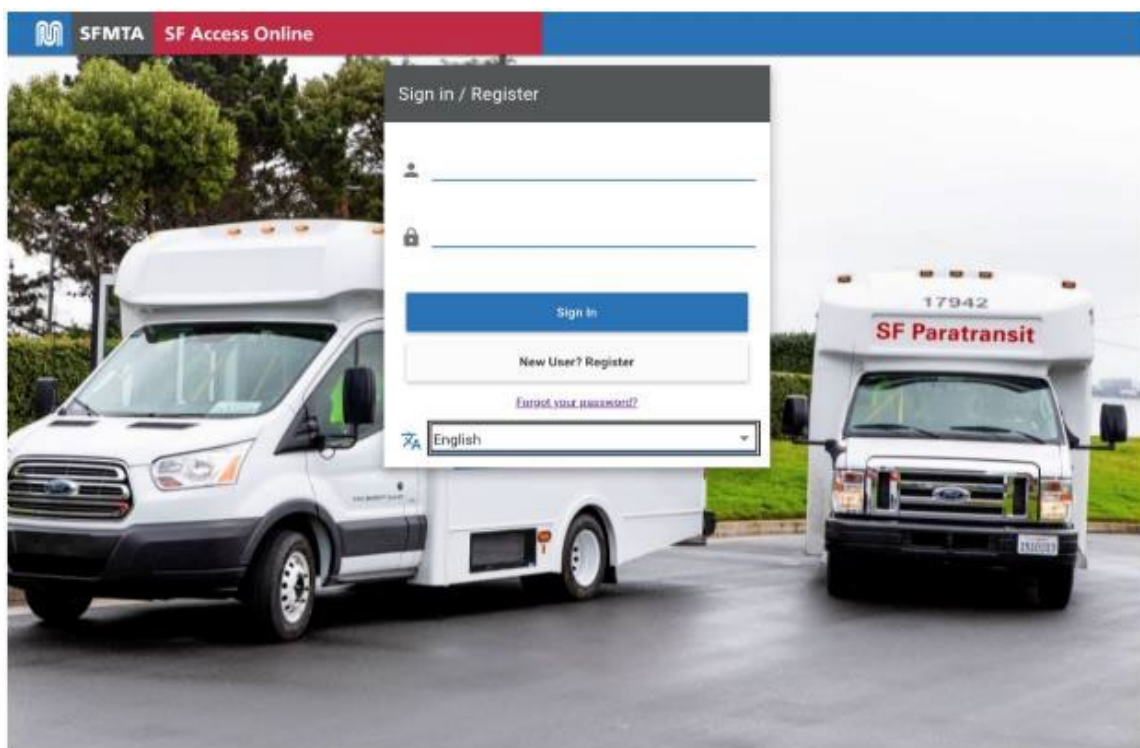 SFMTA SF Access Online
Sign in / Register
Sign In
New User? Register
Forgot your password?
English
17942
SF Paratransit